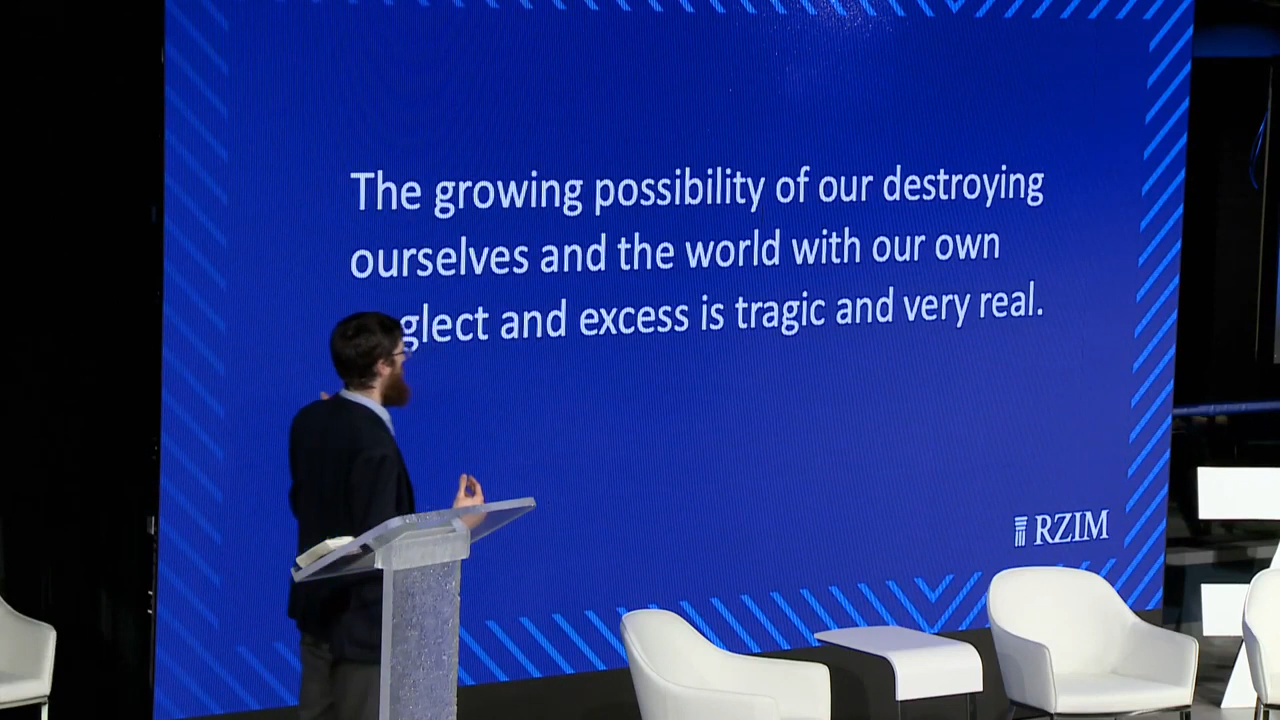 The growing possibility of our destroying
ourselves and the world with our own
glect and excess is tragic and very real.
RZIM